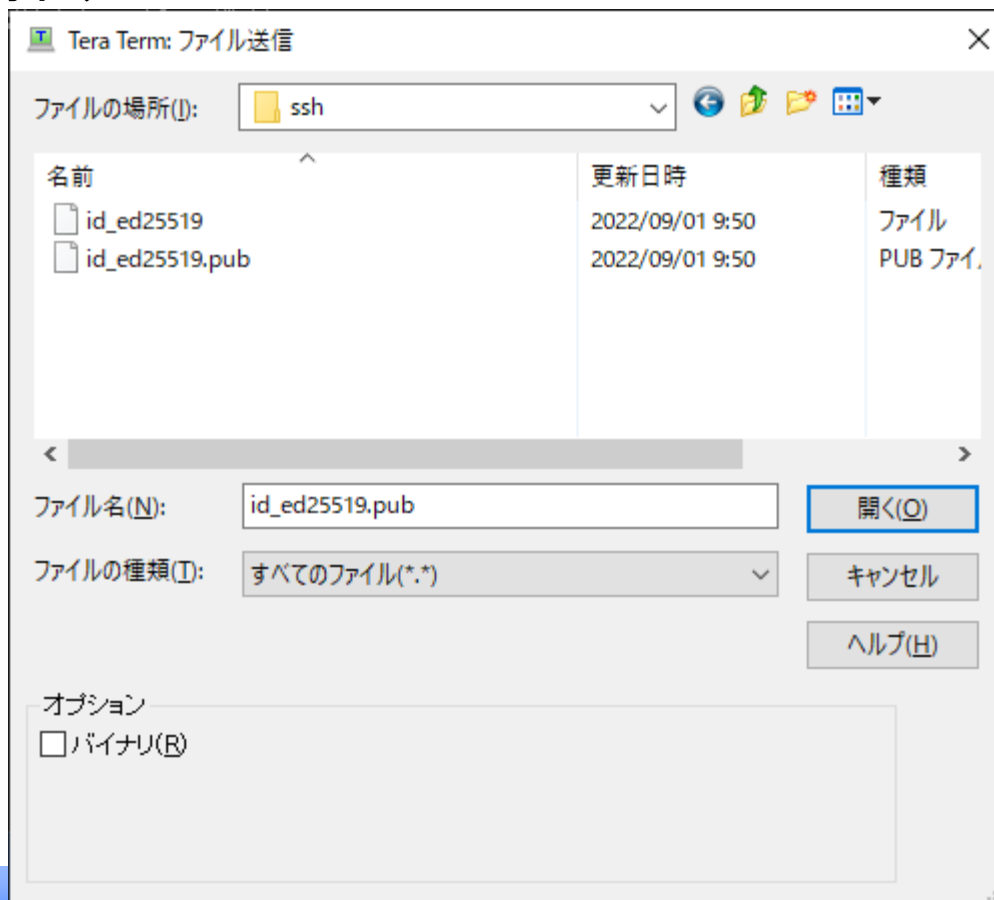 Tera Term: ファイル送信
ファイルの場所(I):
ssh
名前 更新日時 種類
id_ed25519 2022/09/01 9:50 ファイル
id_ed25519.pub 2022/09/01 9:50 PUB ファイ
ファイル名(N): id_ed25519.pub 開く(O)
ファイルの種類(T): すべてのファイル(*.*) キャンセル
ヘルプ(H)
オプション
バイナリ(R)